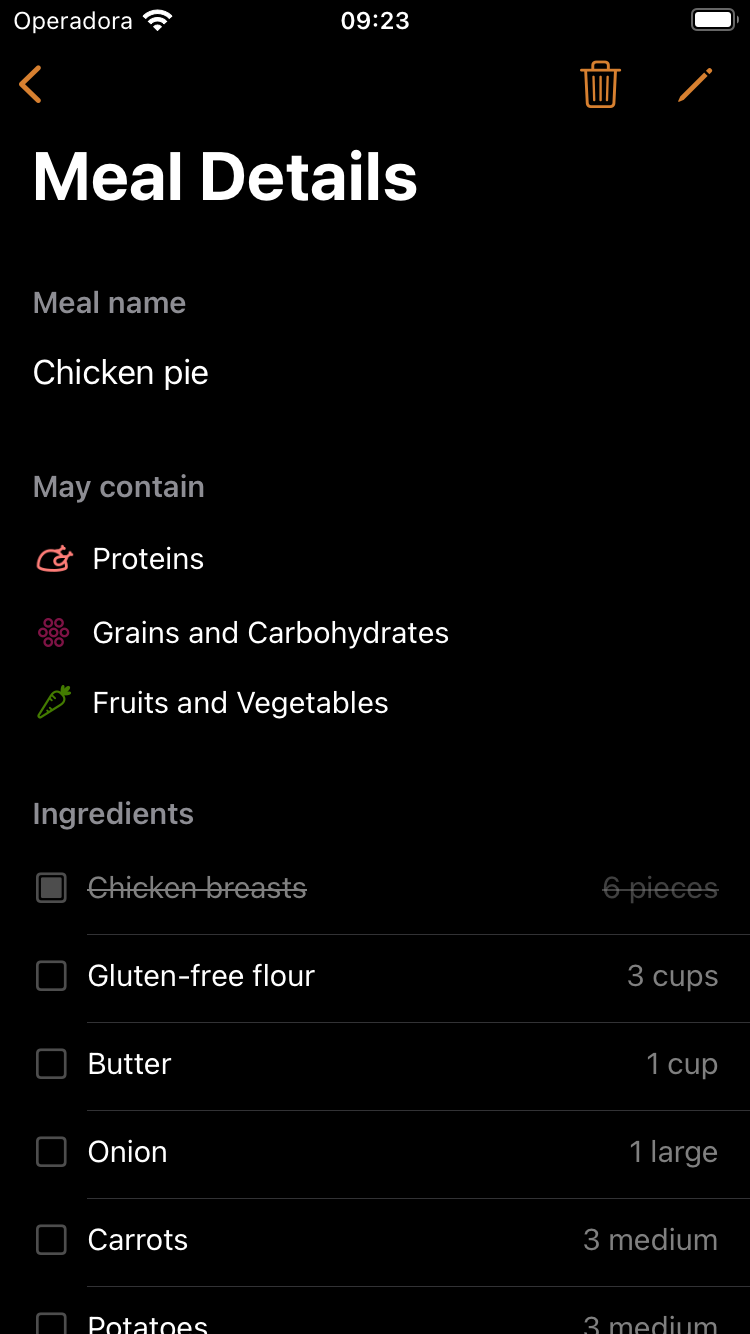 Operadora 09:23
Meal Details
Meal name
Chicken pie
May contain
Proteins
Grains and Carbohydrates
Fruits and Vegetables
Ingredients
Chicken breasts 6 pieces
Gluten-free flour 3 cups
Butter 1 cup
Onion 1 large
Carrots 3 medium
Potatoes 3 medium